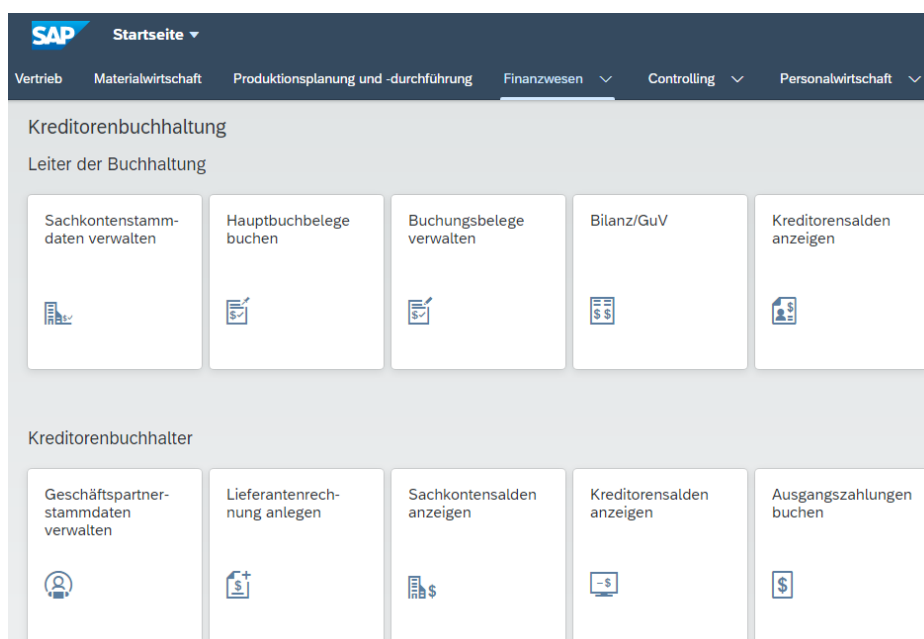 SAP Startseite
Vertrieb Materialwirtschaft Produktionsplanung und -durchführung Finanzwesen Controlling Personalwirtschaft
Kreditorenbuchhaltung
Leiter der Buchhaltung
Sachkontenstamm-
daten verwalten
Hauptbuchbelege
buchen
Buchungsbelege
verwalten
Bilanz/GuV
Kreditorensalden
anzeigen
Kreditorenbuchhalter
Geschäftspartner-
stammdaten
verwalten
Lieferantenrech-
nung anlegen
Sachkontensalden
anzeigen
Kreditorensalden
anzeigen
Ausgangszahlungen
buchen